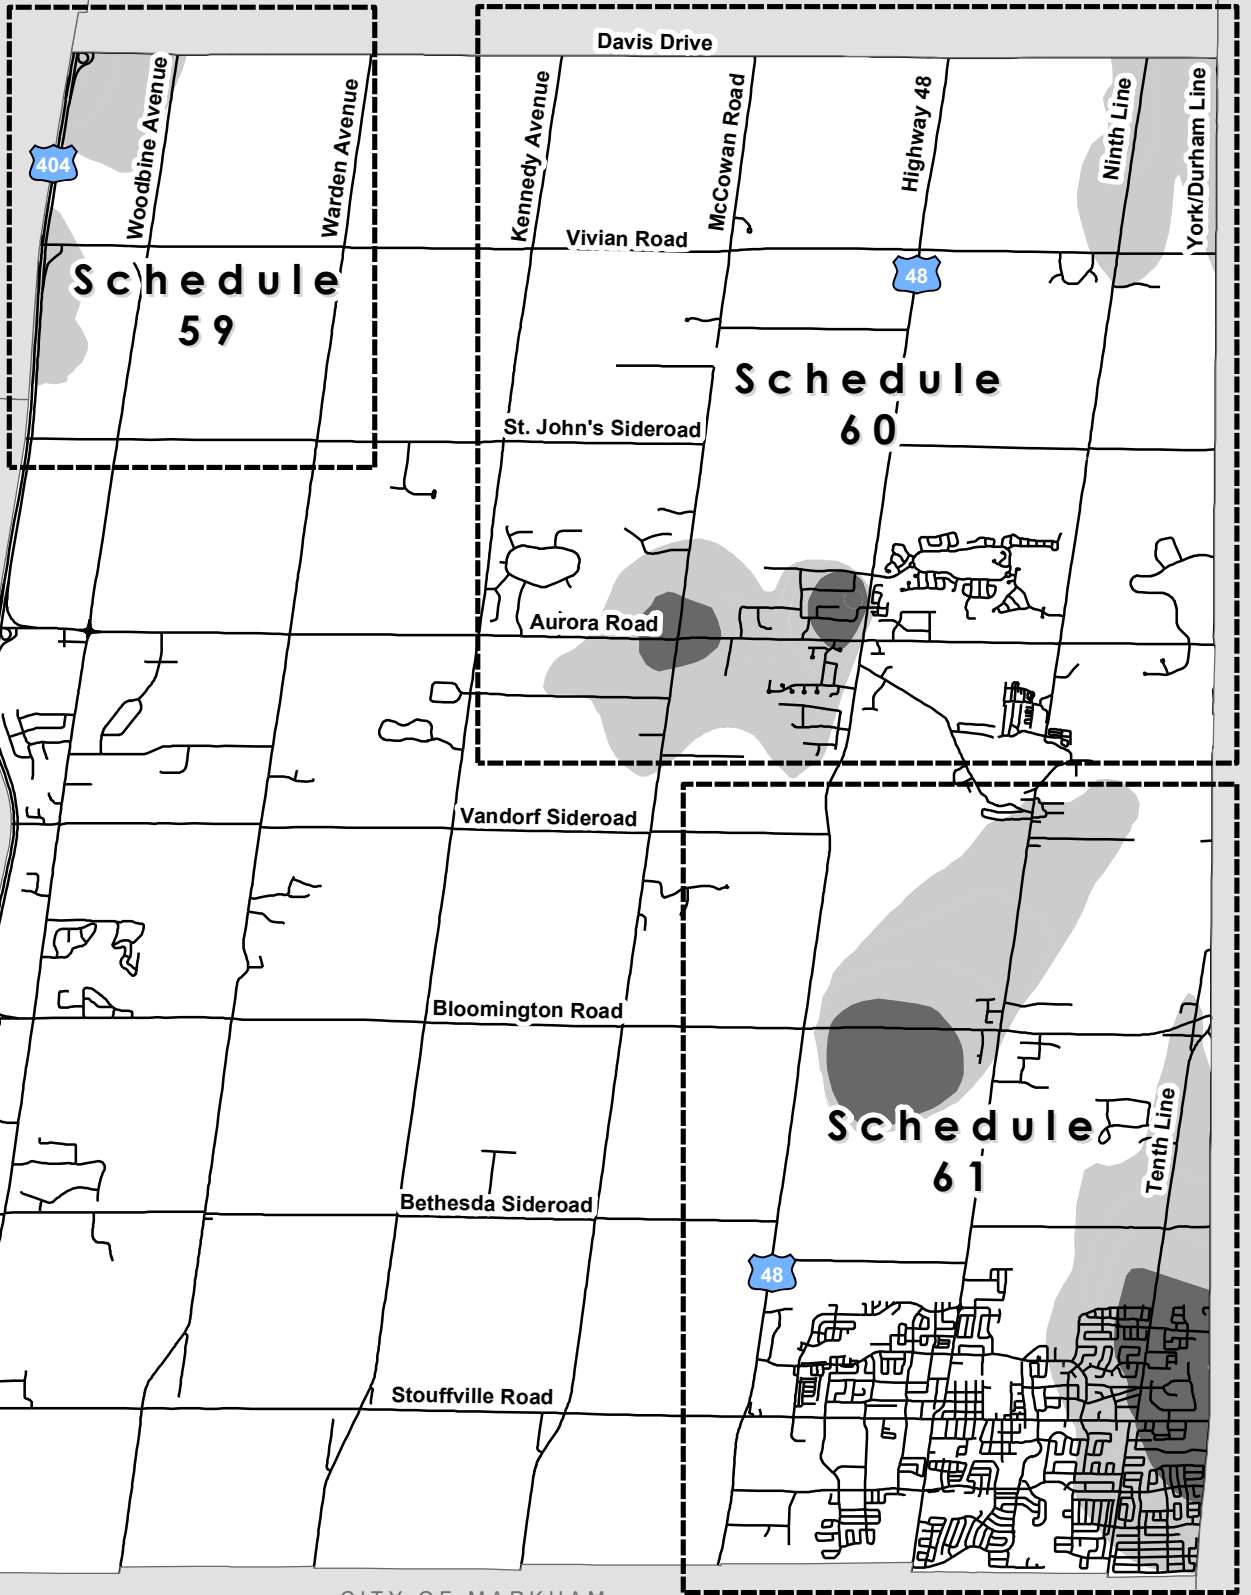 Davis Drive
Woodbine Avenue
Warden Avenue
Kennedy Avenue
McCowan Road
Highway 48
Ninth Line
York/Durham Line
404
Vivian Road
48
Schedule
59
Schedule
60
St. John's Sideroad
Aurora Road
Vandorf Sideroad
Bloomington Road
Schedule
61
Tenth Line
Bethesda Sideroad
48
Stouffville Road
CITY OF MARKHAM